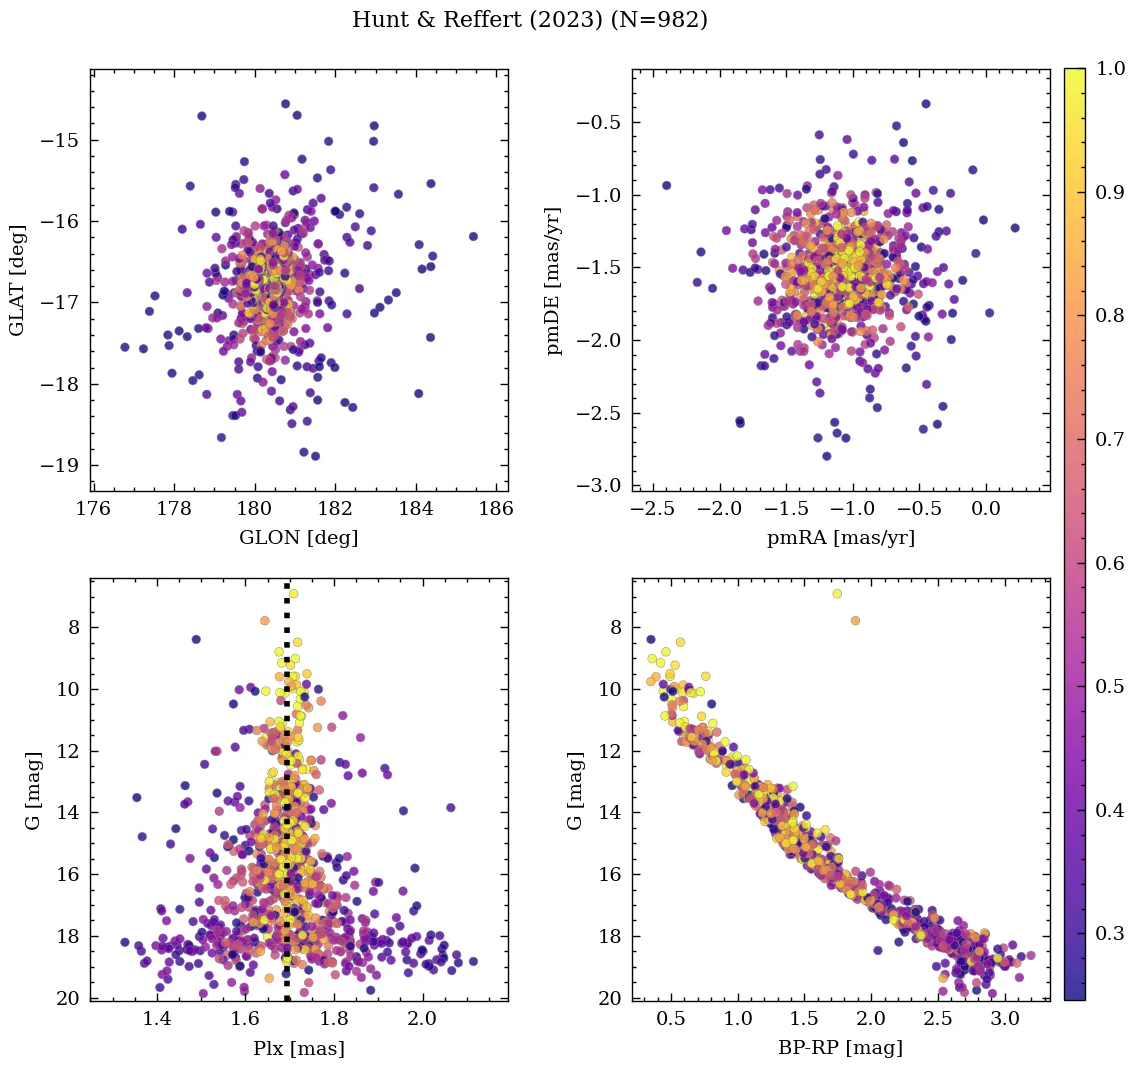 Hunt & Reffert (2023) (N=982)
−15
−16
−17
−18
−19
GLAT [deg]
176 178 180 182 184 186
GLON [deg]
−0.5
−1.0
−1.5
−2.0
−2.5
−3.0
pmDE [mas/yr]
−2.5 −2.0 −1.5 −1.0 −0.5 0.0
pmRA [mas/yr]
8
10
12
14
16
18
20
G [mag]
1.4 1.6 1.8 2.0
Plx [mas]
8
10
12
14
16
18
20
G [mag]
0.5 1.0 1.5 2.0 2.5 3.0
BP-RP [mag]
1.0
0.9
0.8
0.7
0.6
0.5
0.4
0.3